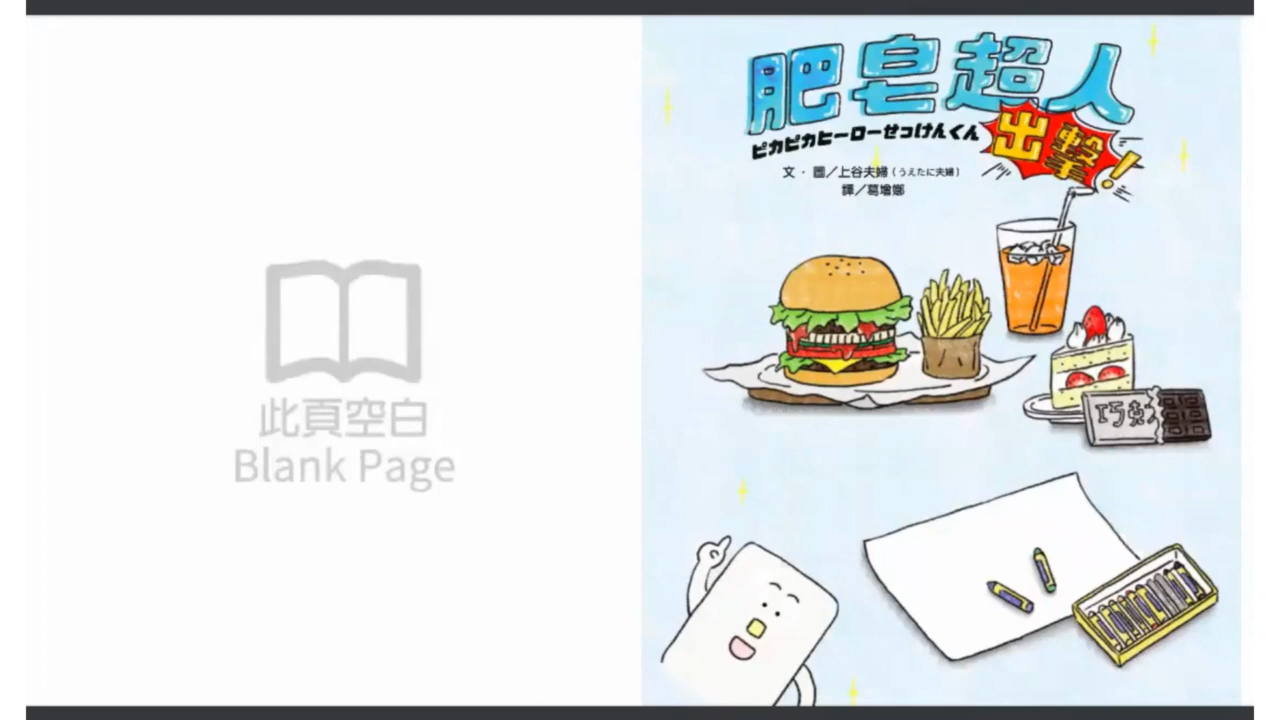 此頁空白
Blank Page
肥皂超人
出擊!
ピカピカヒーローせっけんくん
文・圖/上谷夫婦(うえたに夫婦)
譯/葛增娜
巧克